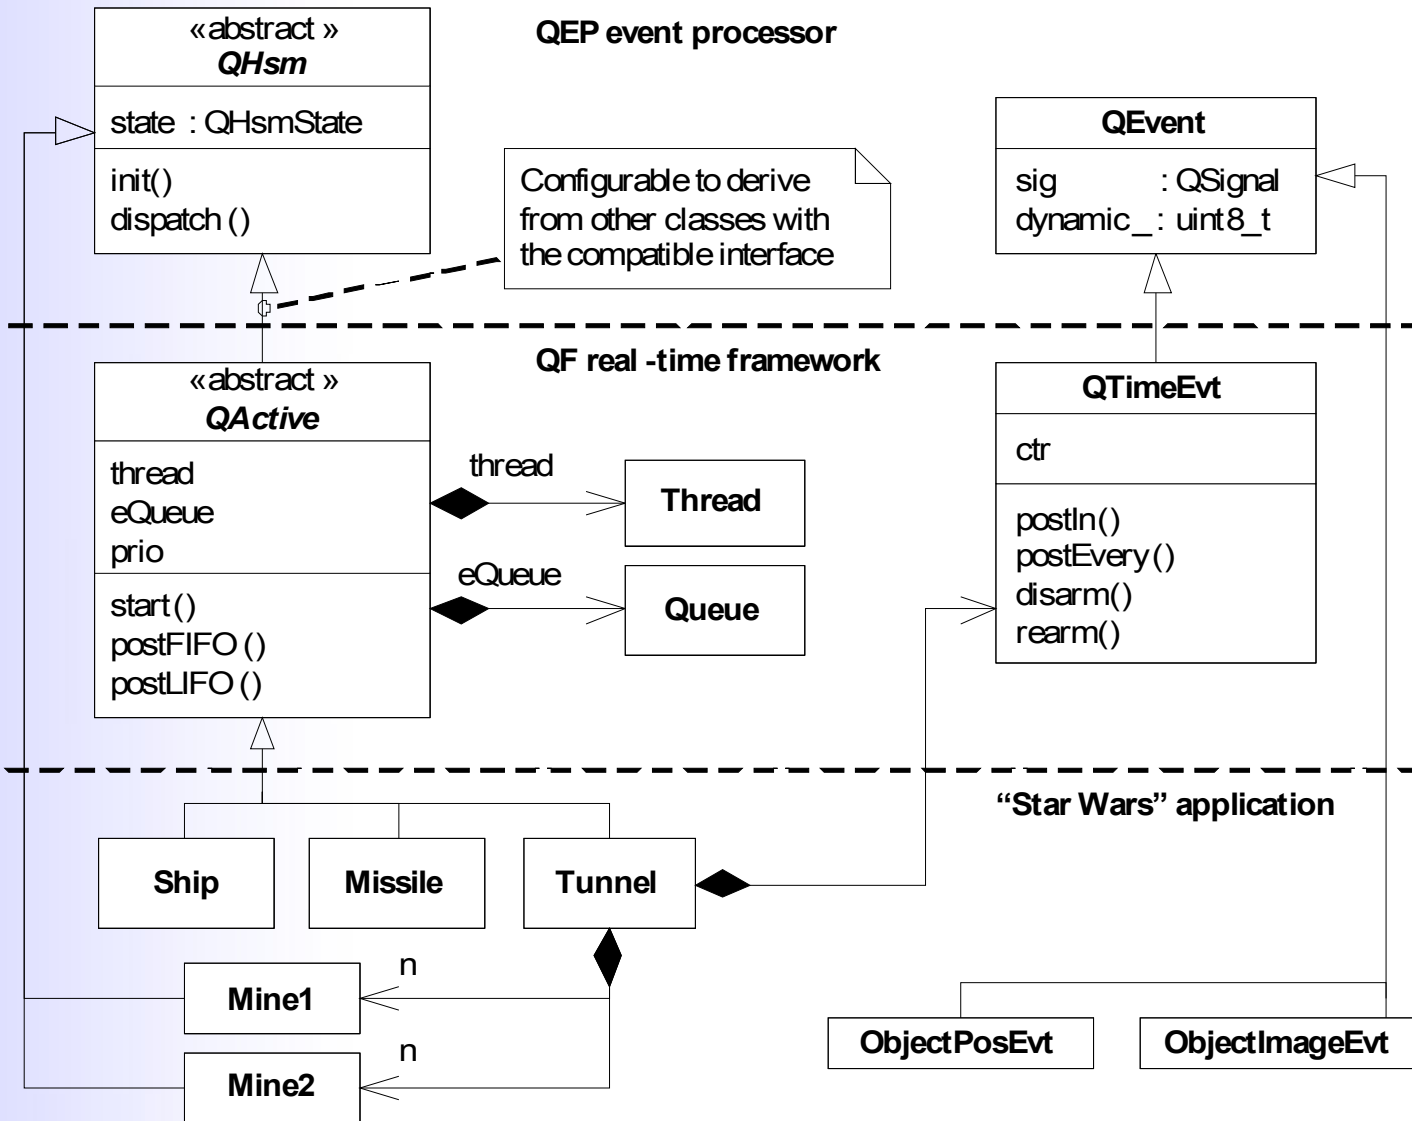 «abstract »
QHsm
state : QHsmState
init()
dispatch ()
QEP event processor
Configurable to derive
from other classes with
the compatible interface
QEvent
sig : QSignal
dynamic_ : uint8_t
QF real -time framework
«abstract »
QActive
thread
eQueue
prio
start()
postFIFO ()
postLIFO ()
thread
Thread
eQueue
Queue
QTimeEvt
ctr
postIn()
postEvery()
disarm()
rearm()
“Star Wars” application
Ship
Missile
Tunnel
n
Mine1
n
Mine2
ObjectPosEvt
ObjectImageEvt